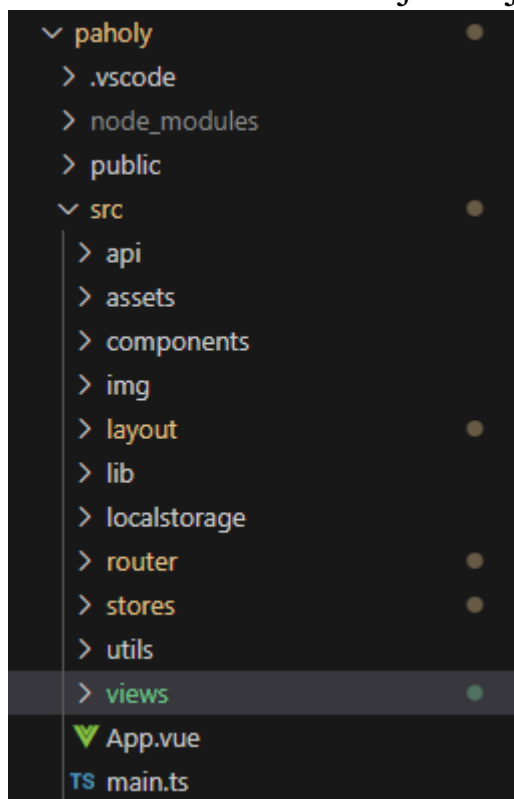 paholy
.vscode
node_modules
public
src
api
assets
components
img
layout
lib
localstorage
router
stores
utils
views
App.vue
TS main.ts